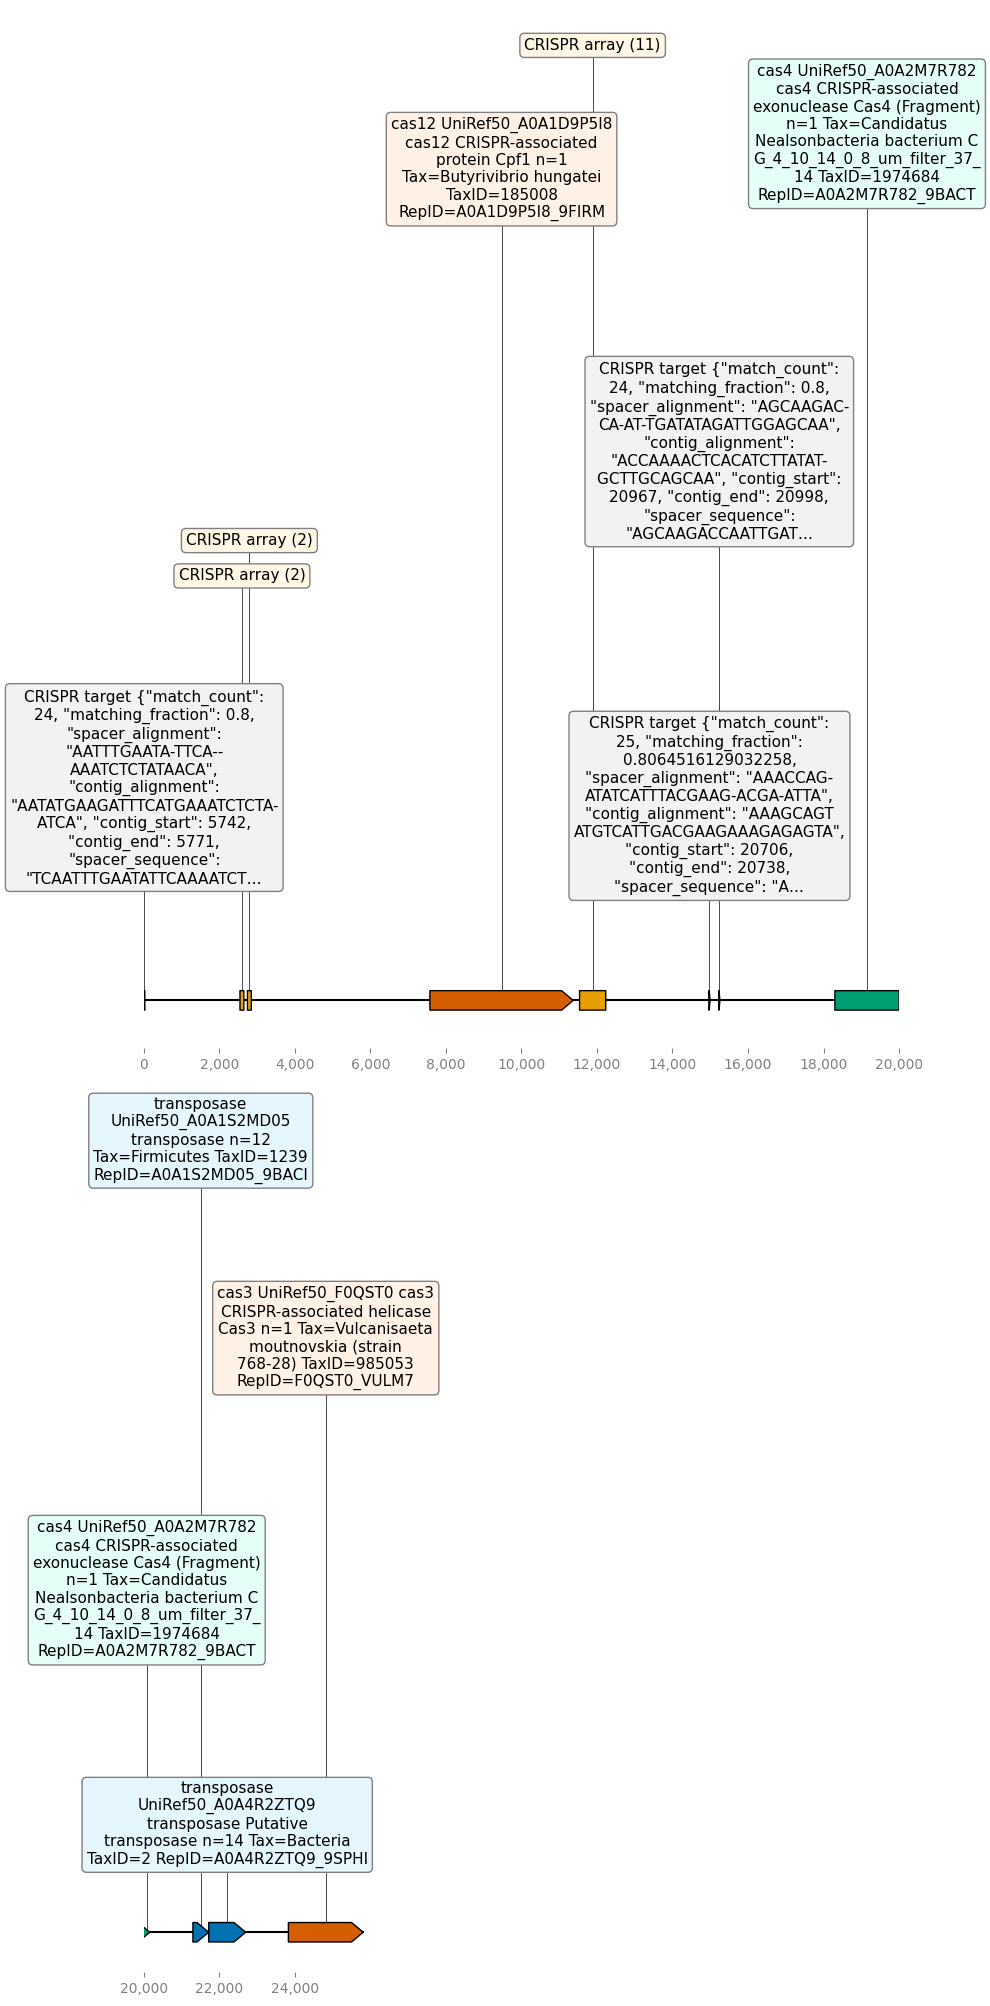 CRISPR array (11)
cas4 UniRef50_A0A2M7R782
cas4 CRISPR-associated
exonuclease Cas4 (Fragment)
n=1 Tax=Candidatus
Nealsonbacteria bacterium C
G_4_10_14_0_8_um_filter_37_
14 TaxID=1974684
RepID=A0A2M7R782_9BACT
cas12 UniRef50_A0A1D9P5I8
cas12 CRISPR-associated
protein Cpf1 n=1
Tax=Butyrivibrio hungatei
TaxID=185008
RepID=A0A1D9P5I8_9FIRM
CRISPR target {"match_count":
24, "matching_fraction": 0.8,
"spacer_alignment": "AGCAAGAC-
CA-AT-TGATATAGATTGGAGCAA",
"contig_alignment":
"ACCAAAACTCACATCTTATAT-
GCTTGCAGCAA", "contig_start":
20967, "contig_end": 20998,
"spacer_sequence":
"AGCAAGACCAATTGAT...
CRISPR array (2)
CRISPR array (2)
CRISPR target {"match_count":
24, "matching_fraction": 0.8,
"spacer_alignment":
"AATTTGAATA-TTCA--
AAATCTCTATAACA",
"contig_alignment":
"AATATGAAGATTTCATGAAATCTCTA-
ATCA", "contig_start": 5742,
"contig_end": 5771,
"spacer_sequence":
"TCAATTTGAATATTCAAAATCT...
CRISPR target {"match_count":
25, "matching_fraction":
0.8064516129032258,
"spacer_alignment": "AAACCAG-
ATATCATTTACGAAG-ACGA-ATTA",
"contig_alignment": "AAAGCAGT
ATGTCATTGACGAAGAAAGAGAGTA",
"contig_start": 20706,
"contig_end": 20738,
"spacer_sequence": "A...
0 2,000 4,000 6,000 8,000 10,000 12,000 14,000 16,000 18,000 20,000
transposase
UniRef50_A0A1S2MD05
transposase n=12
Tax=Firmicutes TaxID=1239
RepID=A0A1S2MD05_9BACI
cas3 UniRef50_F0QST0 cas3
CRISPR-associated helicase
Cas3 n=1 Tax=Vulcanisaeta
moutnovskia (strain
768-28) TaxID=985053
RepID=F0QST0_VULM7
cas4 UniRef50_A0A2M7R782
cas4 CRISPR-associated
exonuclease Cas4 (Fragment)
n=1 Tax=Candidatus
Nealsonbacteria bacterium C
G_4_10_14_0_8_um_filter_37_
14 TaxID=1974684
RepID=A0A2M7R782_9BACT
transposase
UniRef50_A0A4R2ZTQ9
transposase Putative
transposase n=14 Tax=Bacteria
TaxID=2 RepID=A0A4R2ZTQ9_9SPHI
20,000 22,000 24,000